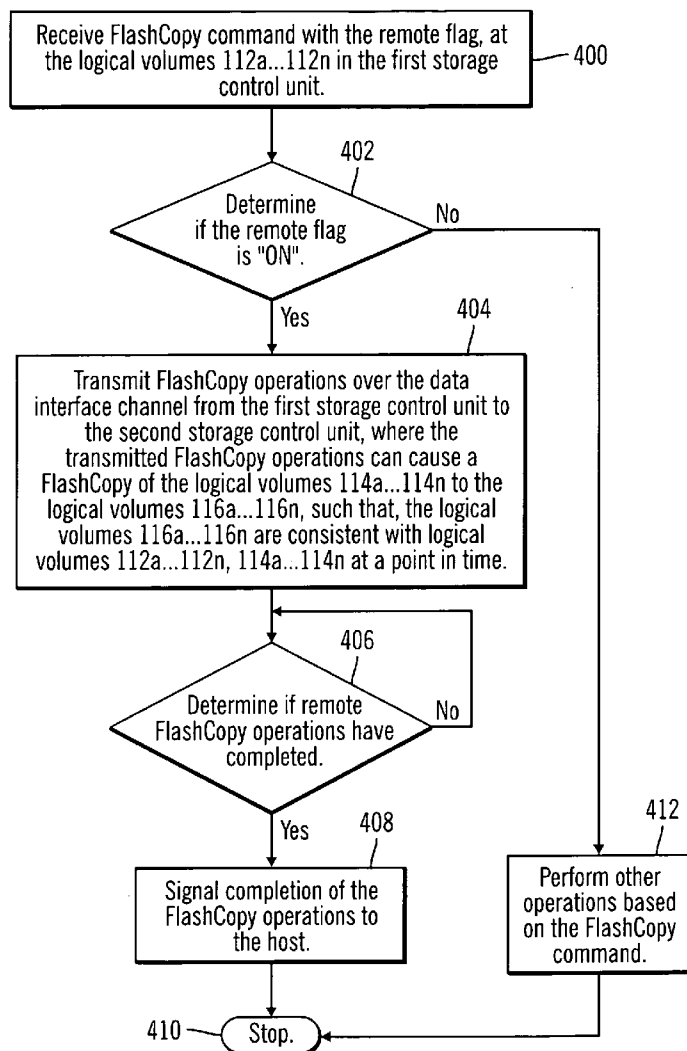 Receive FlashCopy command with the remote flag, at
the logical volumes 112a...112n in the first storage
control unit.
400
402
Determine
if the remote flag
is "ON".
No
Yes
404
Transmit FlashCopy operations over the data
interface channel from the first storage control unit to
the second storage control unit, where the
transmitted FlashCopy operations can cause a
FlashCopy of the logical volumes 114a...114n to the
logical volumes 116a...116n, such that, the logical
volumes 116a...116n are consistent with logical
volumes 112a...112n, 114a...114n at a point in time.
406
Determine if remote
FlashCopy operations have
completed.
No
Yes
408
Signal completion of the
FlashCopy operations to
the host.
412
Perform other
operations based
on the FlashCopy
command.
410
Stop.